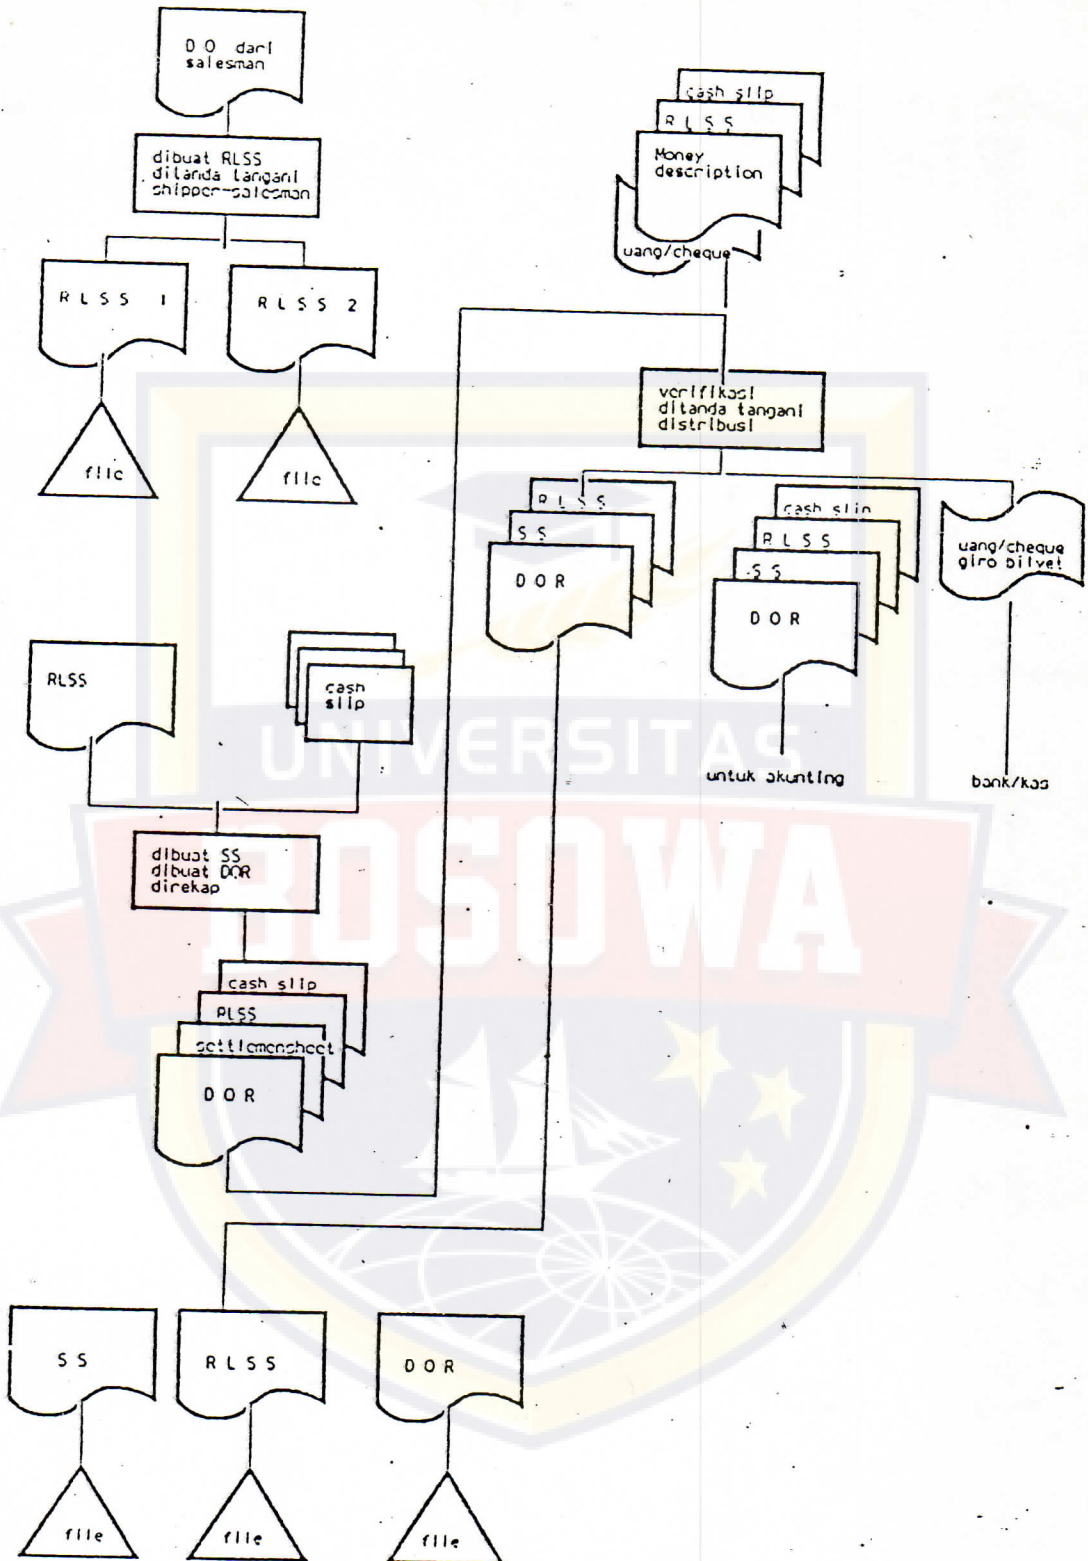 D O dari
salesman
dibuat RLSS
ditanda tangani
shipper-salesman
R L S S 1
R L S S 2
file
file
cash slip
R L S S
Money
description
uang/cheque
verifikasi
ditanda tangani
distribusi
R L S S
S S
D O R
cash slip
R L S S
S S
D O R
uang/cheque
giro bilyet
untuk akunting
bank/kas
RLSS
cash
slip
dibuat SS
dibuat DOR
direkap
cash slip
RLSS
settlemensheet
D O R
S S
R L S S
D O R
file
file
file
UNIVERSITAS
BOSOWA